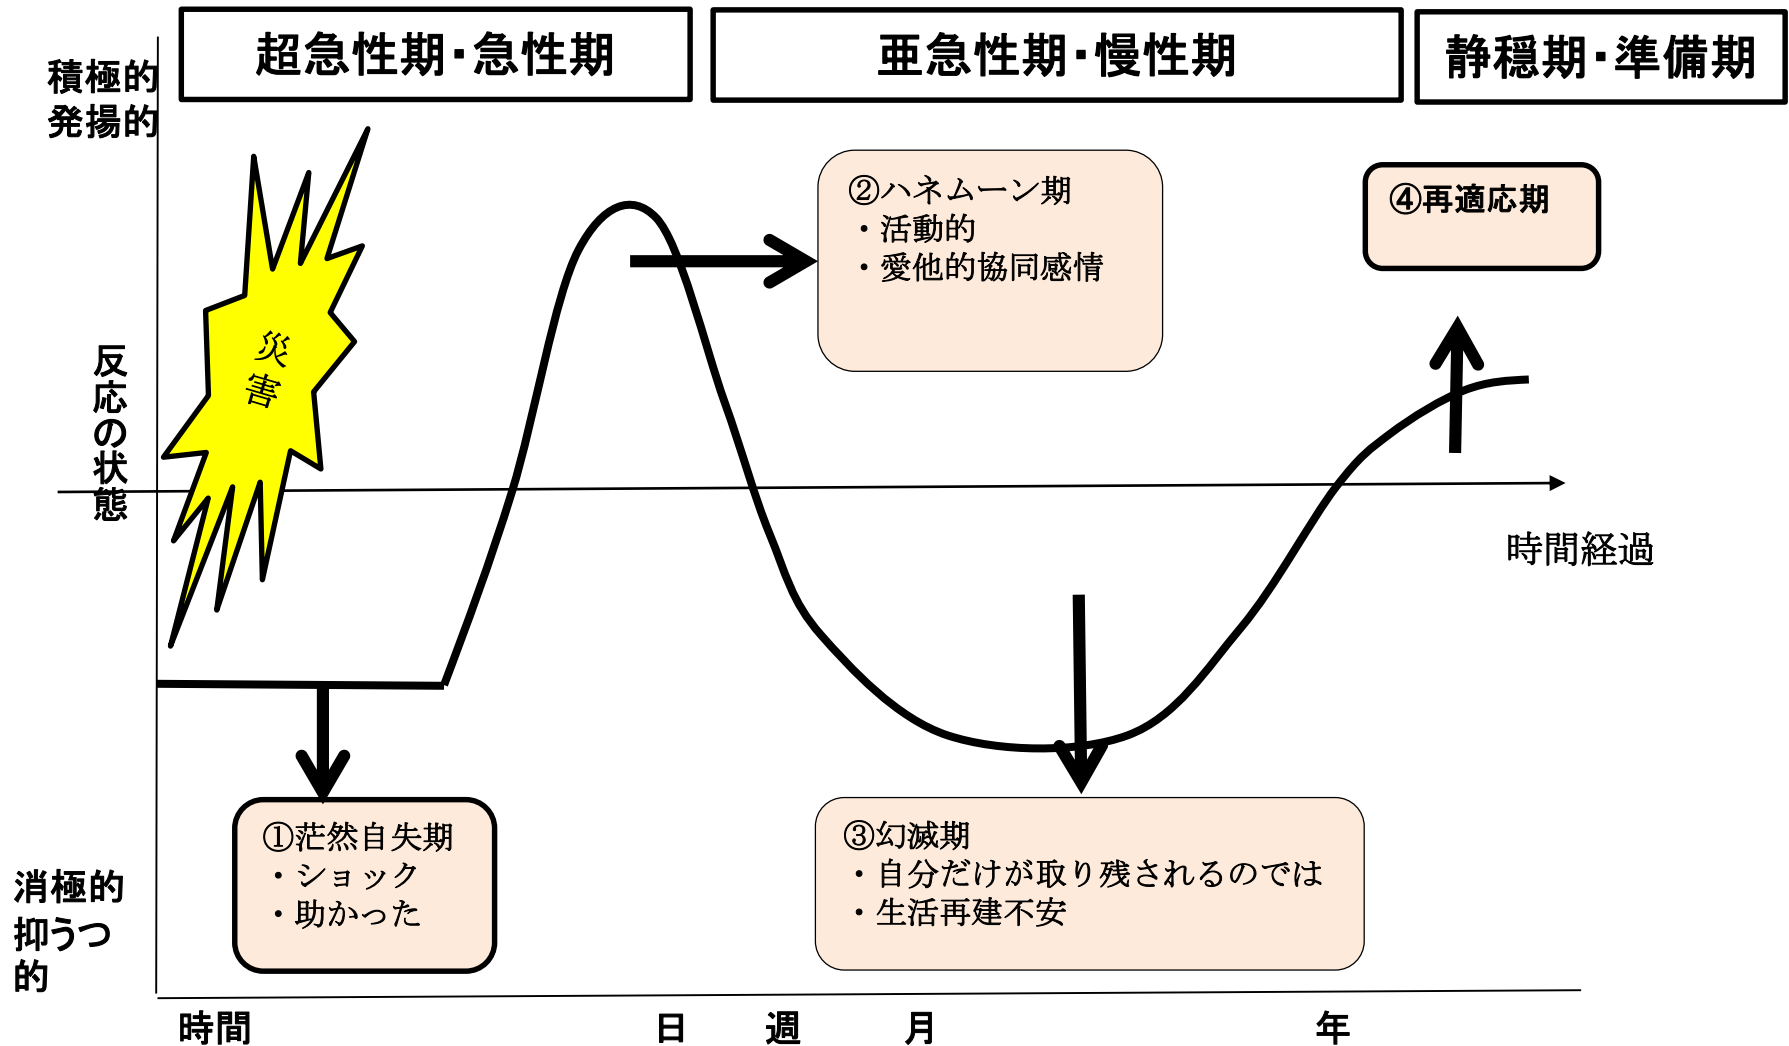 超急性期・急性期
亜急性期・慢性期
静穏期・準備期
積極的
発揚的
②ハネムーン期
・活動的
・愛他的協同感情
④再適応期
災害
反応の状態
時間経過
①茫然自失期
・ショック
・助かった
③幻滅期
・自分だけが取り残されるのでは
・生活再建不安
消極的
抑うつ
的
時間
日
週
月
年